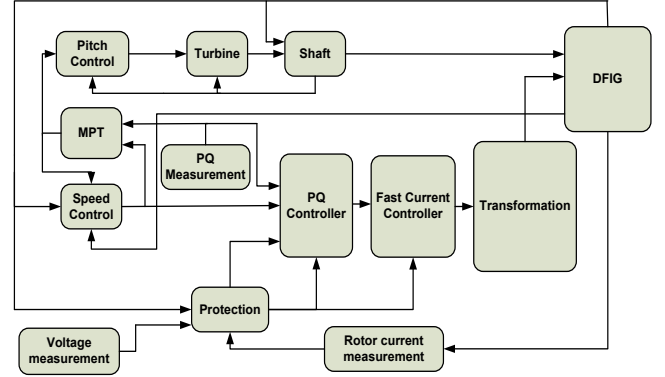 Pitch
Control
Turbine
Shaft
DFIG
MPT
PQ
Measurement
Speed
Control
PQ
Controller
Fast Current
Controller
Transformation
Protection
Voltage
measurement
Rotor current
measurement